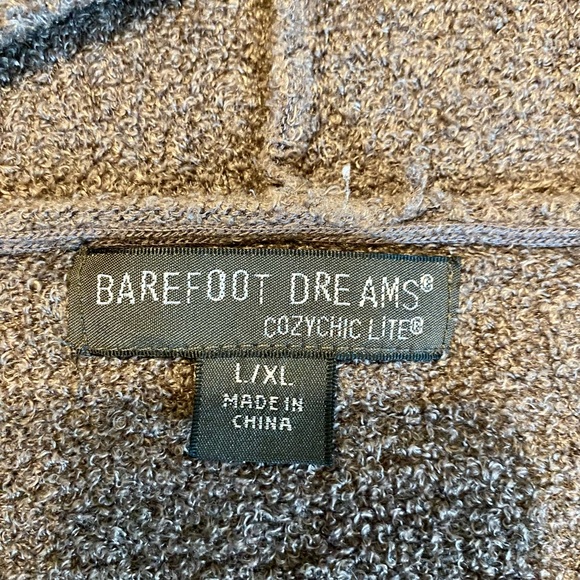 BAREFOOT DREAMS®
COZYCHIC LiTE®
L/XL
MADE IN
CHINA